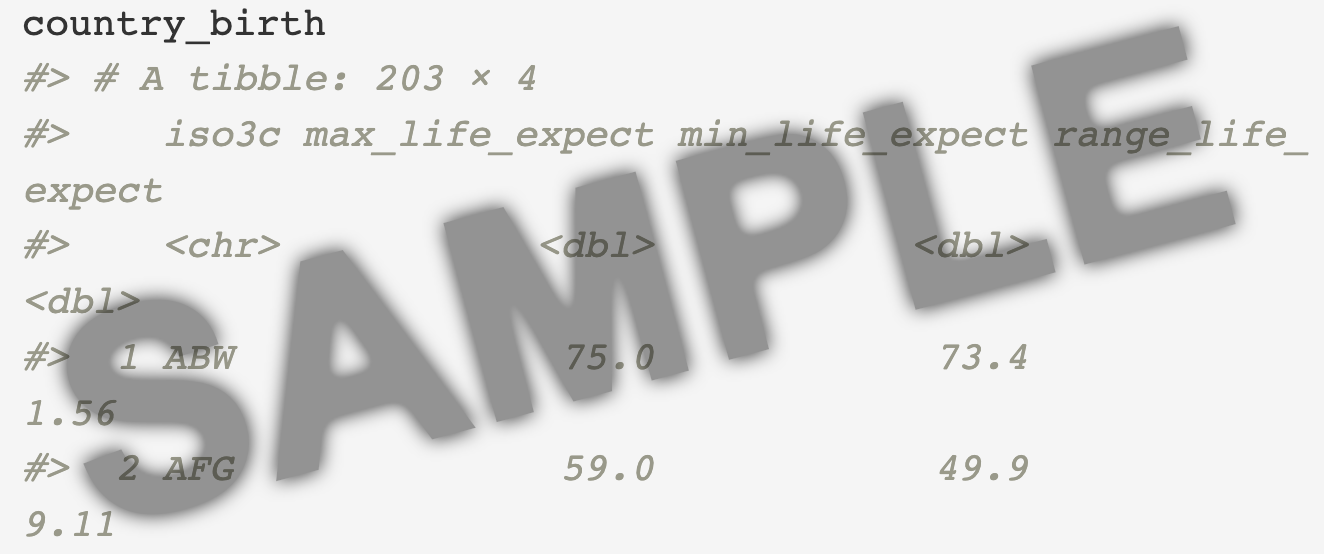 country_birth
#> # A tibble: 203 × 4
#>    iso3c max_life_expect min_life_expect range_life_
expect
#>    <chr>           <dbl>           <dbl>
<dbl>
#>  1 ABW              75.0            73.4
1.56
#>  2 AFG              59.0            49.9
9.11
SAMPLE